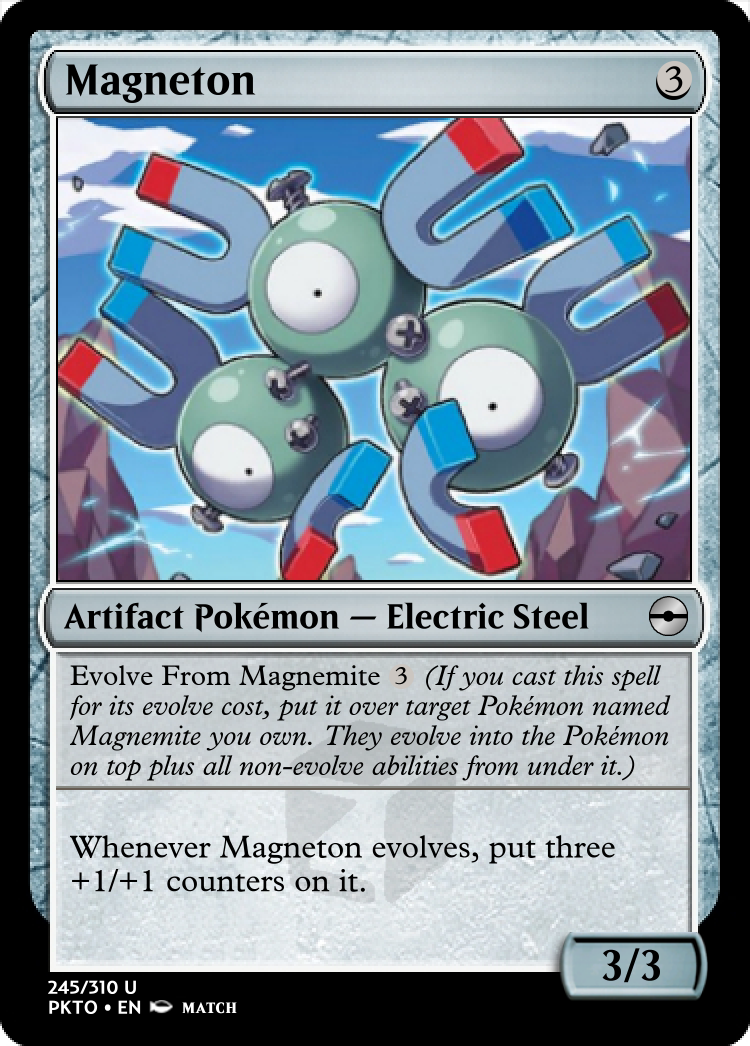 Magneton 3
Artifact Pokémon — Electric Steel
Evolve From Magnemite 3 (If you cast this spell
for its evolve cost, put it over target Pokémon named
Magnemite you own. They evolve into the Pokémon
on top plus all non-evolve abilities from under it.)
Whenever Magneton evolves, put three
+1/+1 counters on it.
3/3
245/310 U
PKTO • EN MATCH